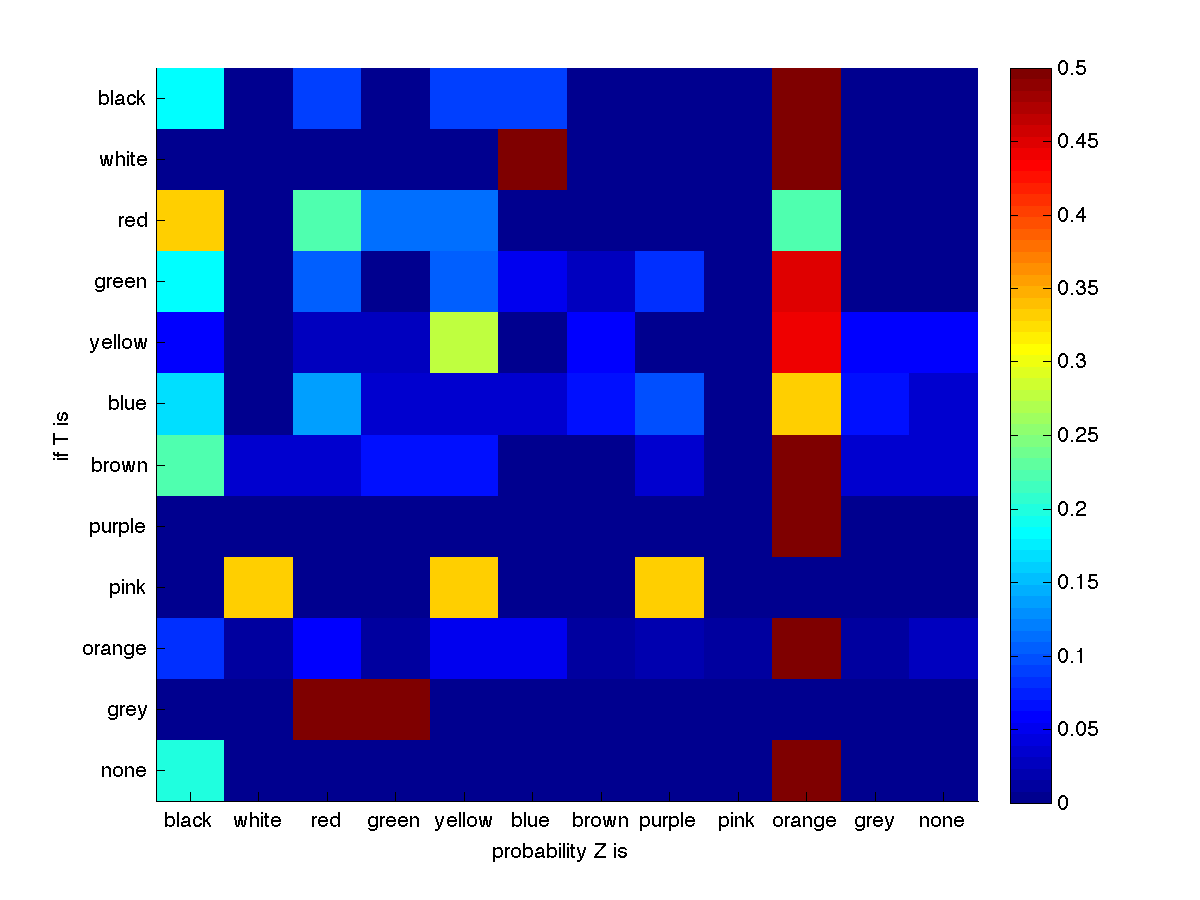 black
white
red
green
yellow
blue
brown
purple
pink
orange
grey
none
if T is
black white red green yellow blue brown purple pink orange grey none
probability Z is
0.5
0.45
0.4
0.35
0.3
0.25
0.2
0.15
0.1
0.05
0